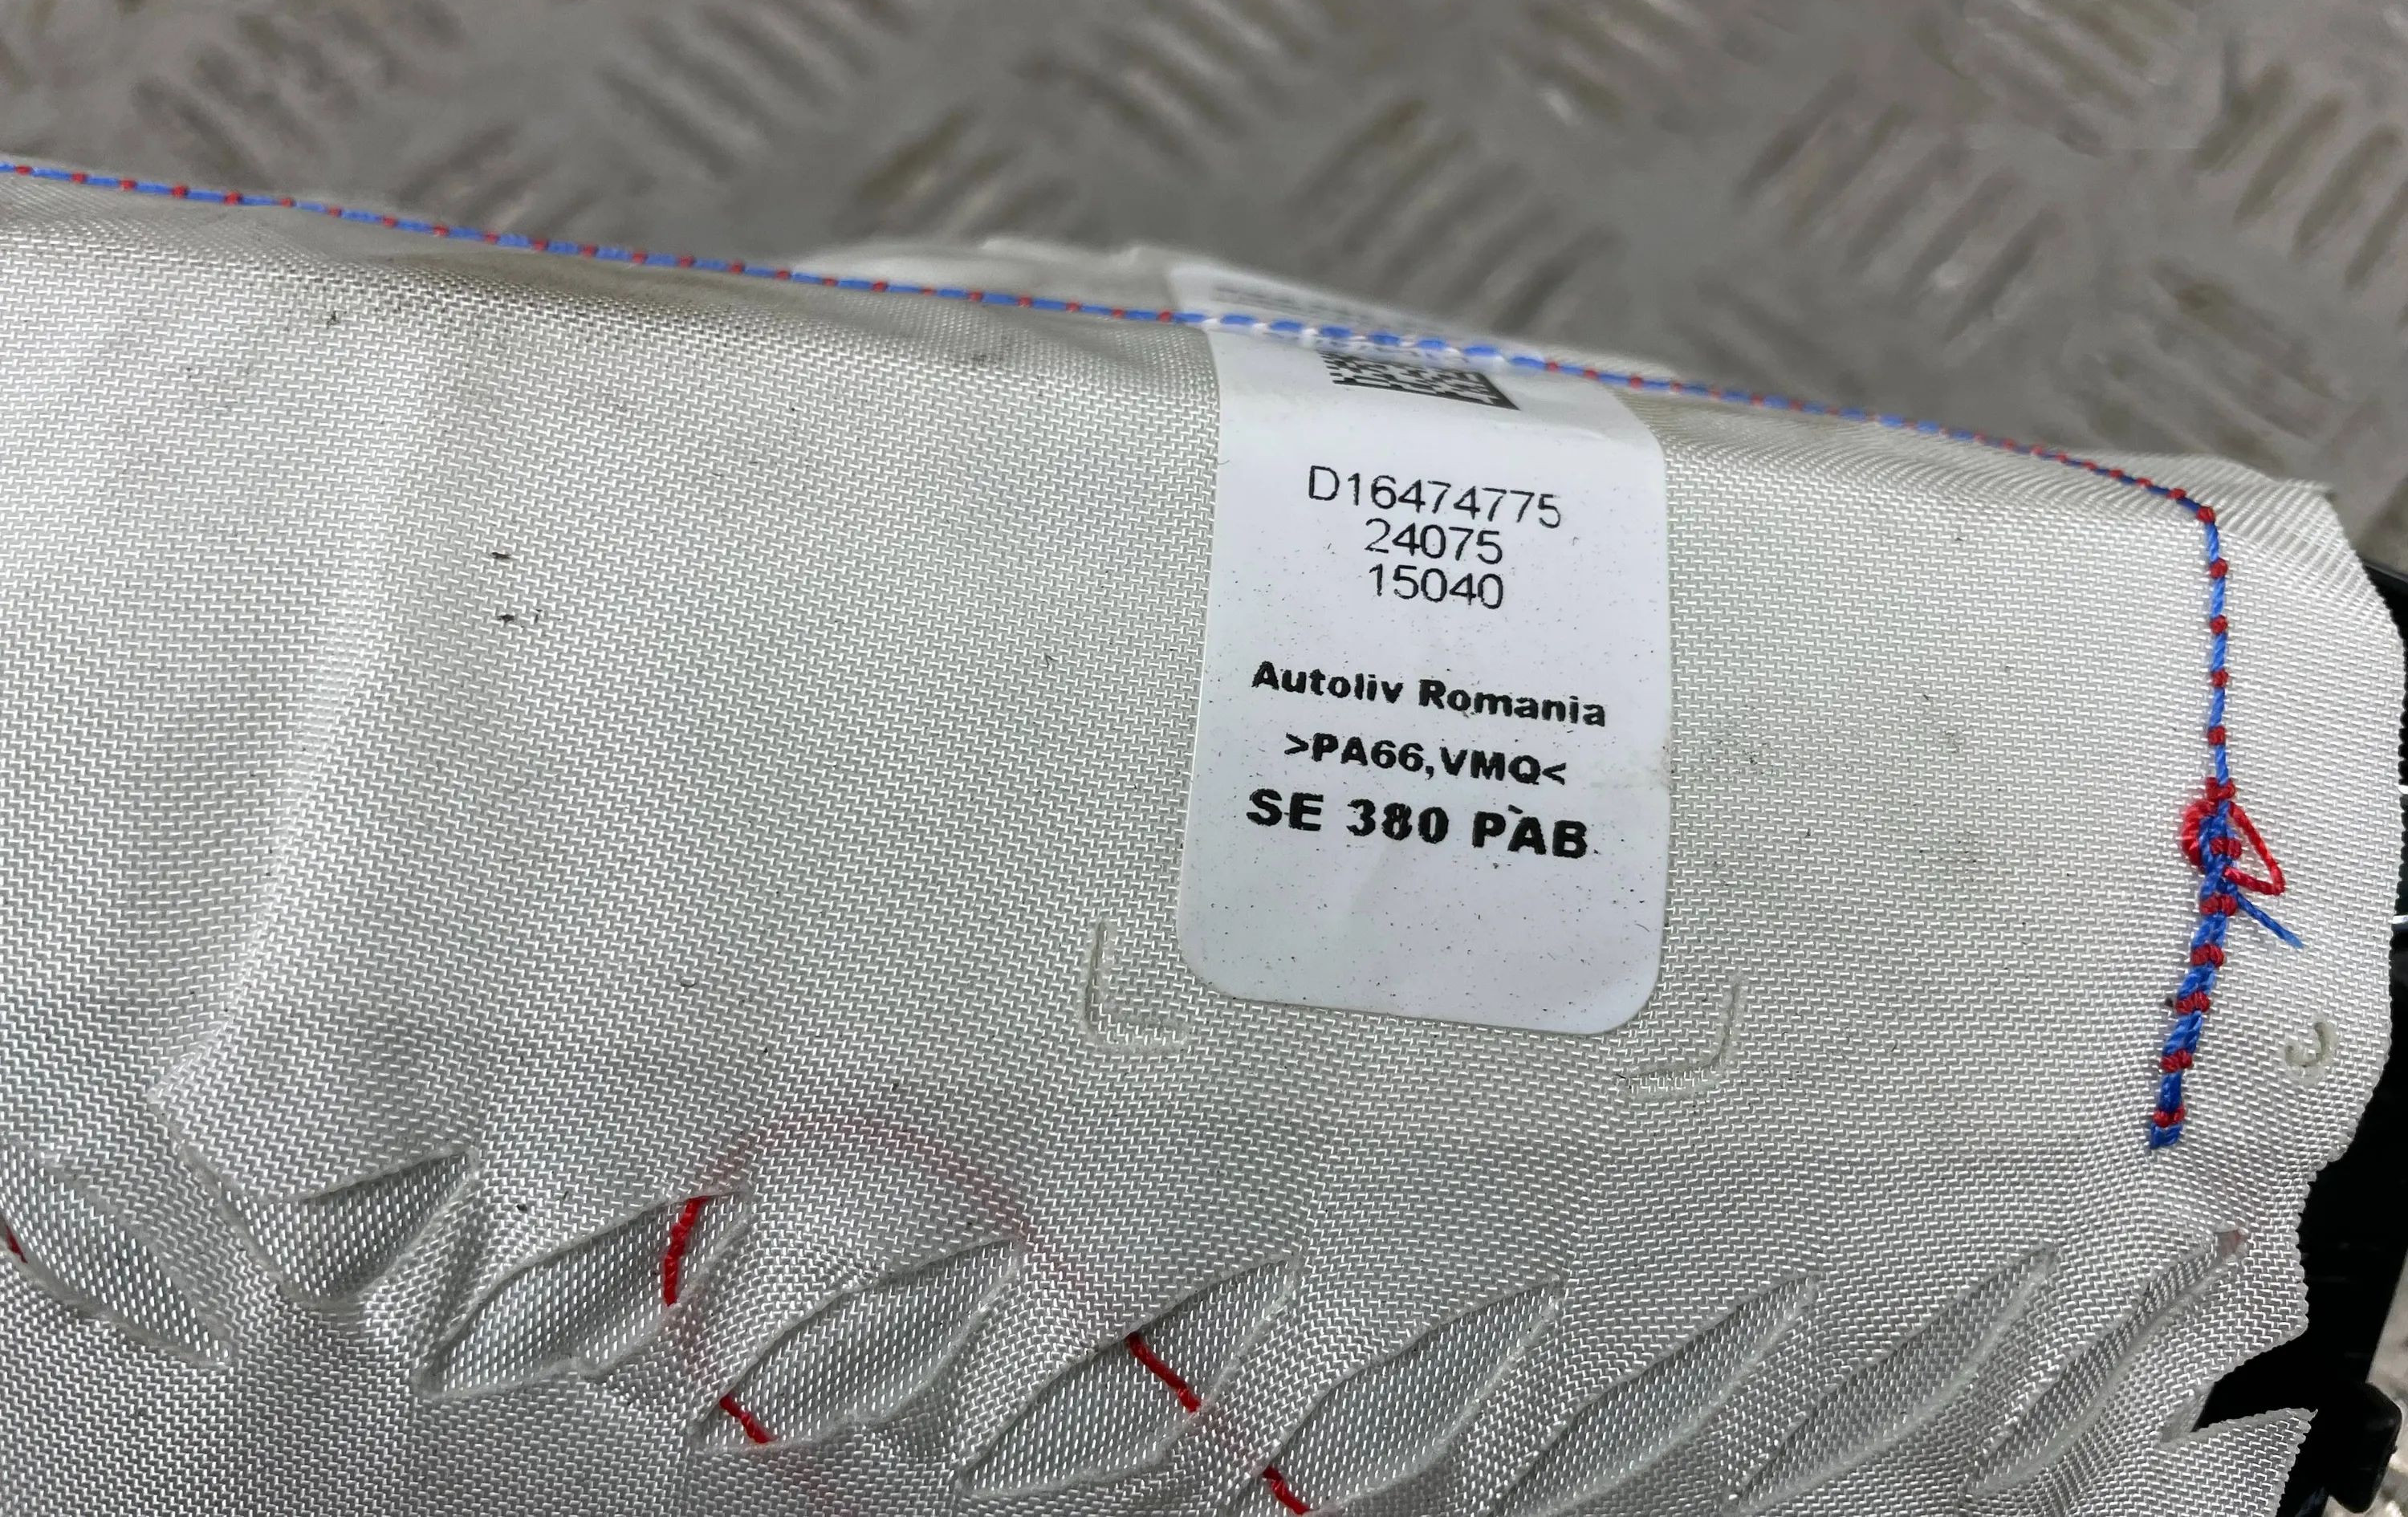 D16474775
24075
15040
Autoliv Romania
>PA66,VMQ<
SE 380 PAB